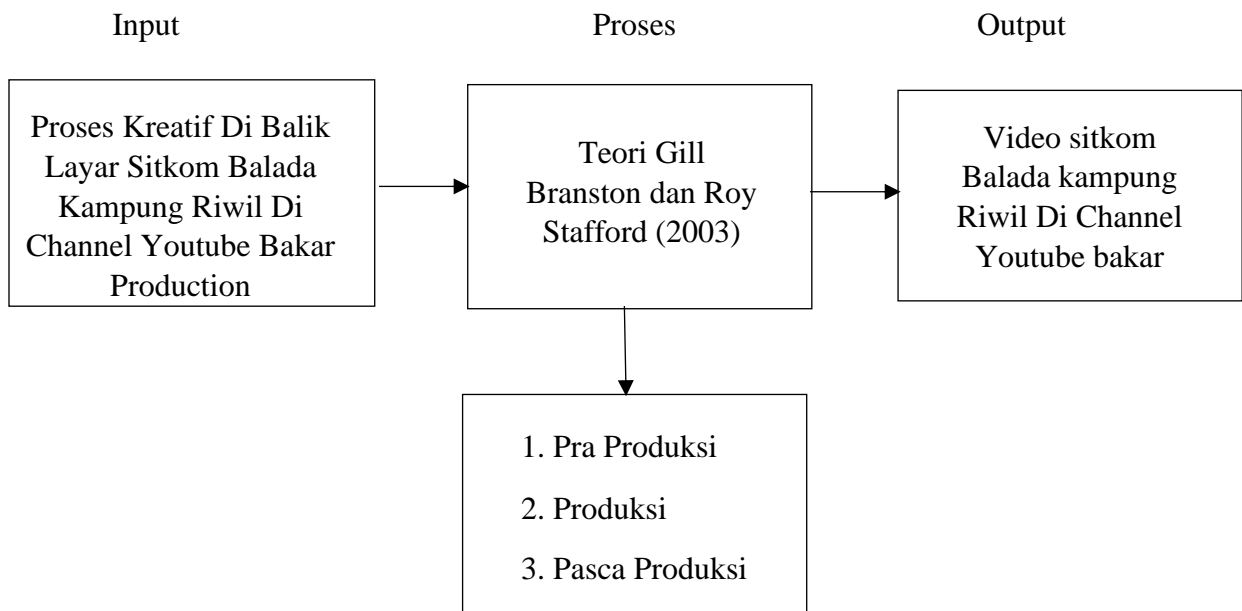 Input
Proses
Output
Proses Kreatif Di Balik
Layar Sitkom Balada
Kampung Riwil Di
Channel Youtube Bakar
Production
Teori Gill
Branston dan Roy
Stafford (2003)
Video sitkom
Balada kampung
Riwil Di Channel
Youtube bakar
1. Pra Produksi
2. Produksi
3. Pasca Produksi